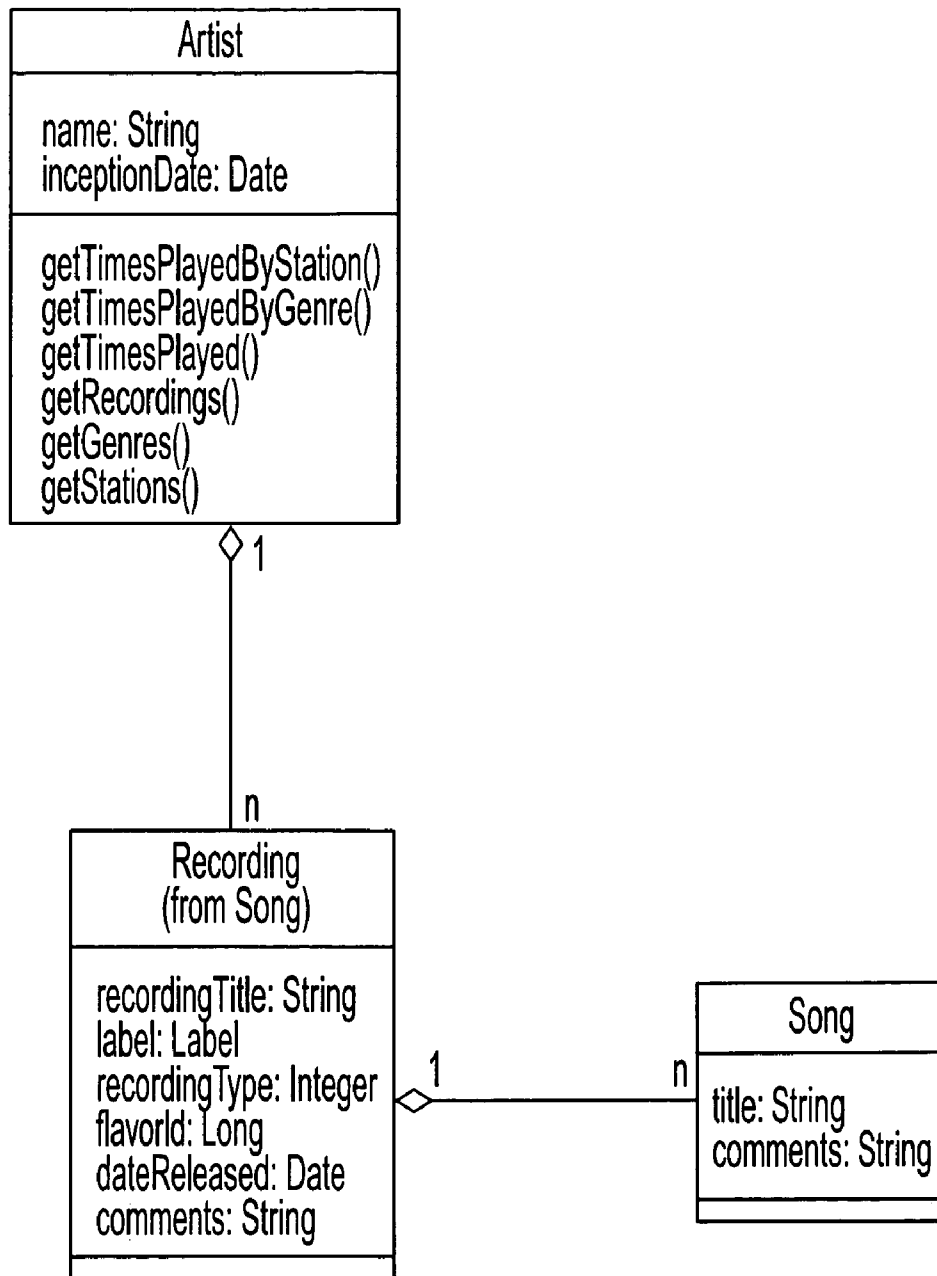 Artist
name: String
inceptionDate: Date
getTimesPlayedByStation()
getTimesPlayedByGenre()
getTimesPlayed()
getRecordings()
getGenres()
getStations()
1
n
Recording
(from Song)
recordingTitle: String
label: Label
recordingType: Integer
flavorId: Long
dateReleased: Date
comments: String
1
n
Song
title: String
comments: String